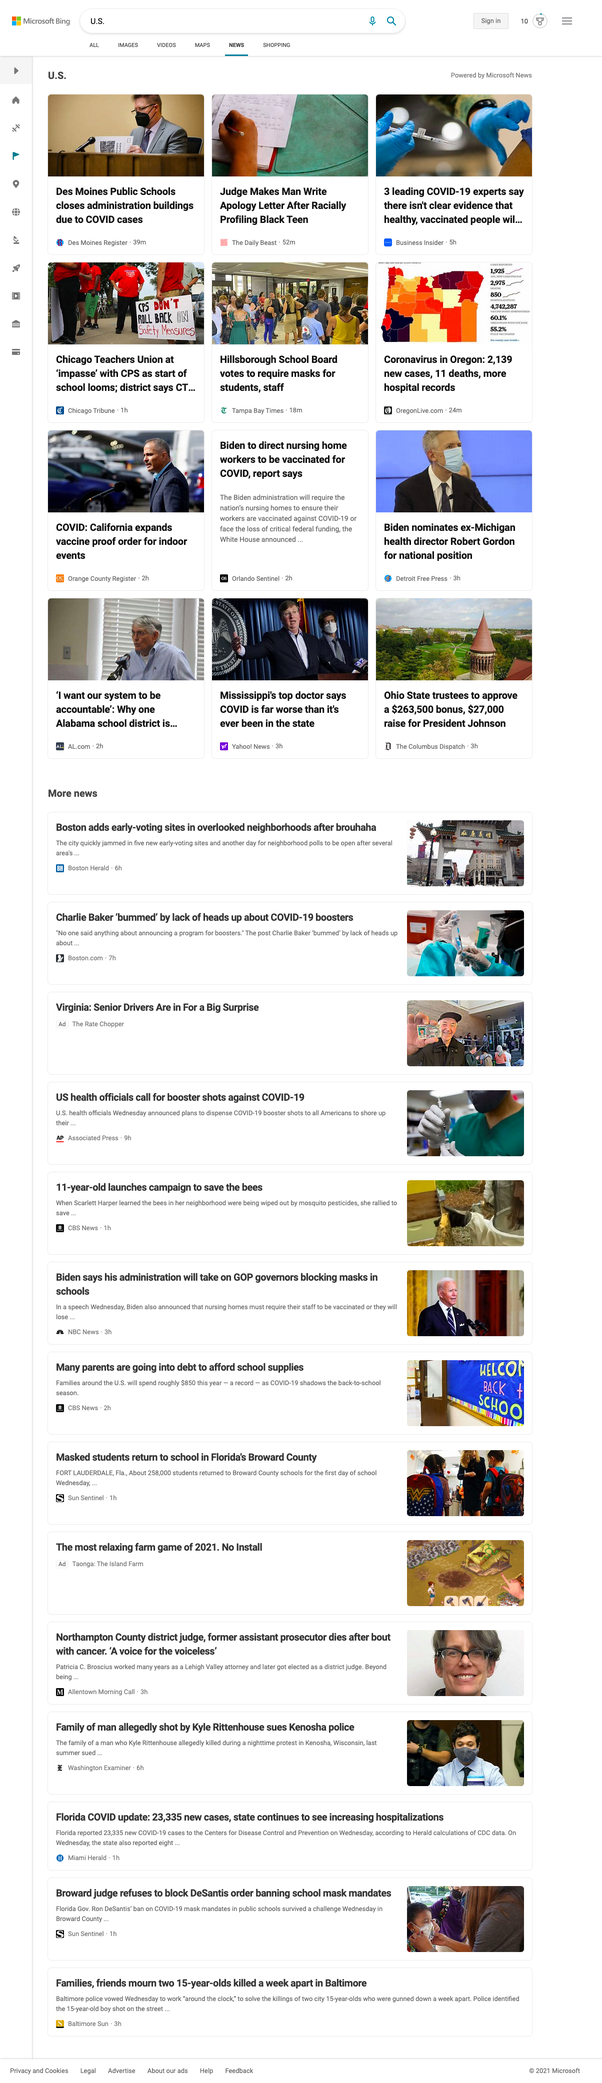 Microsoft Bing
U.S.
Sign in
10
ALL
IMAGES
VIDEOS
MAPS
NEWS
SHOPPING
U.S.
Powered by Microsoft News
Des Moines Public Schools
closes administration buildings
due to COVID cases
Des Moines Register · 39m
Judge Makes Man Write
Apology Letter After Racially
Profiling Black Teen
The Daily Beast · 52m
3 leading COVID-19 experts say
there isn't clear evidence that
healthy, vaccinated people wil...
Business Insider · 5h
CPS DON'T
ROLL BACK
Safety Measures
Chicago Teachers Union at
'impasse' with CPS as start of
school looms; district says CT...
Chicago Tribune · 1h
Hillsborough School Board
votes to require masks for
students, staff
Tampa Bay Times · 18m
1,925
2,975
850
4,742,287
60.1%
55.2%
Coronavirus in Oregon: 2,139
new cases, 11 deaths, more
hospital records
OregonLive.com · 24m
COVID: California expands
vaccine proof order for indoor
events
Orange County Register · 2h
Biden to direct nursing home
workers to be vaccinated for
COVID, report says
The Biden administration will require the
nation's nursing homes to ensure their
workers are vaccinated against COVID-19 or
face the loss of critical federal funding, the
White House announced ...
Orlando Sentinel · 2h
Biden nominates ex-Michigan
health director Robert Gordon
for national position
Detroit Free Press · 3h
'I want our system to be
accountable': Why one
Alabama school district is...
AL.com · 2h
Mississippi's top doctor says
COVID is far worse than it's
ever been in the state
Yahoo! News · 3h
Ohio State trustees to approve
a $263,500 bonus, $27,000
raise for President Johnson
The Columbus Dispatch · 3h
More news
Boston adds early-voting sites in overlooked neighborhoods after brouhaha
The city quickly jammed in five new early-voting sites and another day for neighborhood polls to be open after several
area's ...
Boston Herald · 6h
Charlie Baker 'bummed' by lack of heads up about COVID-19 boosters
"No one said anything about announcing a program for boosters." The post Charlie Baker 'bummed' by lack of heads up
about ...
Boston.com · 7h
Virginia: Senior Drivers Are in For a Big Surprise
Ad The Rate Chopper
US health officials call for booster shots against COVID-19
U.S. health officials Wednesday announced plans to dispense COVID-19 booster shots to all Americans to shore up
their ...
AP Associated Press · 9h
11-year-old launches campaign to save the bees
When Scarlett Harper learned the bees in her neighborhood were being wiped out by mosquito pesticides, she rallied to
save ...
CBS News · 1h
Biden says his administration will take on GOP governors blocking masks in
schools
In a speech Wednesday, Biden also announced that nursing homes must require their staff to be vaccinated or they will
lose ...
NBC News · 3h
Many parents are going into debt to afford school supplies
Families around the U.S. will spend roughly $850 this year — a record — as COVID-19 shadows the back-to-school
season.
CBS News · 2h
WELCOM
BACK T
SCHOO
Masked students return to school in Florida's Broward County
FORT LAUDERDALE, Fla., About 258,000 students returned to Broward County schools for the first day of school
Wednesday, ...
Sun Sentinel · 1h
The most relaxing farm game of 2021. No Install
Ad Taonga: The Island Farm
Northampton County district judge, former assistant prosecutor dies after bout
with cancer. 'A voice for the voiceless'
Patricia C. Broscius worked many years as a Lehigh Valley attorney and later got elected as a district judge. Beyond
being ...
Allentown Morning Call · 3h
Family of man allegedly shot by Kyle Rittenhouse sues Kenosha police
The family of a man who Kyle Rittenhouse allegedly killed during a nighttime protest in Kenosha, Wisconsin, last
summer sued ...
Washington Examiner · 6h
Florida COVID update: 23,335 new cases, state continues to see increasing hospitalizations
Florida reported 23,335 new COVID-19 cases to the Centers for Disease Control and Prevention on Wednesday, according to Herald calculations of CDC data. On
Wednesday, the state also reported eight ...
Miami Herald · 1h
Broward judge refuses to block DeSantis order banning school mask mandates
Florida Gov. Ron DeSantis' ban on COVID-19 mask mandates in public schools survived a challenge Wednesday in
Broward County ...
Sun Sentinel · 1h
Families, friends mourn two 15-year-olds killed a week apart in Baltimore
Baltimore police vowed Wednesday to work "around the clock," to solve the killings of two city 15-year-olds who were gunned down a week apart. Police identified
the 15-year-old boy shot on the street ...
Baltimore Sun · 3h
Privacy and Cookies
Legal
Advertise
About our ads
Help
Feedback
© 2021 Microsoft